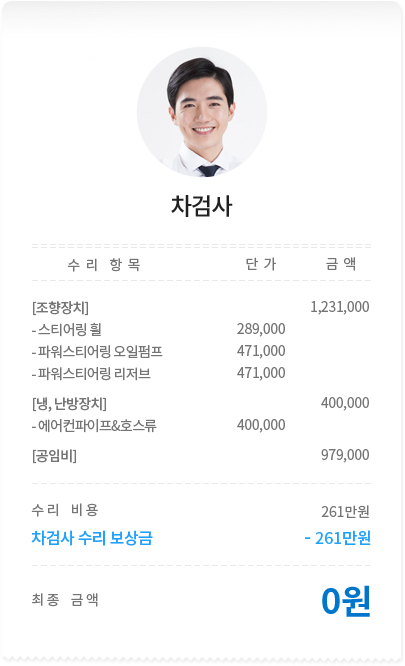 차검사
수리 항목 단가 금액
[조향장치] 1,231,000
- 스티어링 휠 289,000
- 파워스티어링 오일펌프 471,000
- 파워스티어링 리저브 471,000
[냉, 난방장치] 400,000
- 에어컨파이프&호스류 400,000
[공임비] 979,000
수리 비용 261만원
차검사 수리 보상금 - 261만원
최종 금액 0원